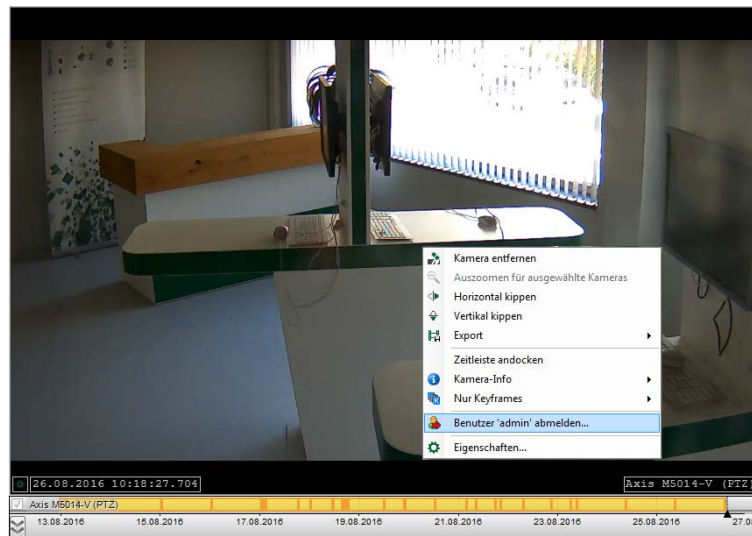 Kamera entfernen
Auszoomen für ausgewählte Kameras
Horizontal kippen
Vertikal kippen
Export
Zeitleiste andocken
Kamera-Info
Nur Keyframes
Benutzer 'admin' abmelden...
Eigenschaften...
26.08.2016 10:18:27.704
Axis M5014-V (PTZ)
Axis M5014-V (PTZ)
13.08.2016 15.08.2016 17.08.2016 19.08.2016 21.08.2016 23.08.2016 25.08.2016 27.0